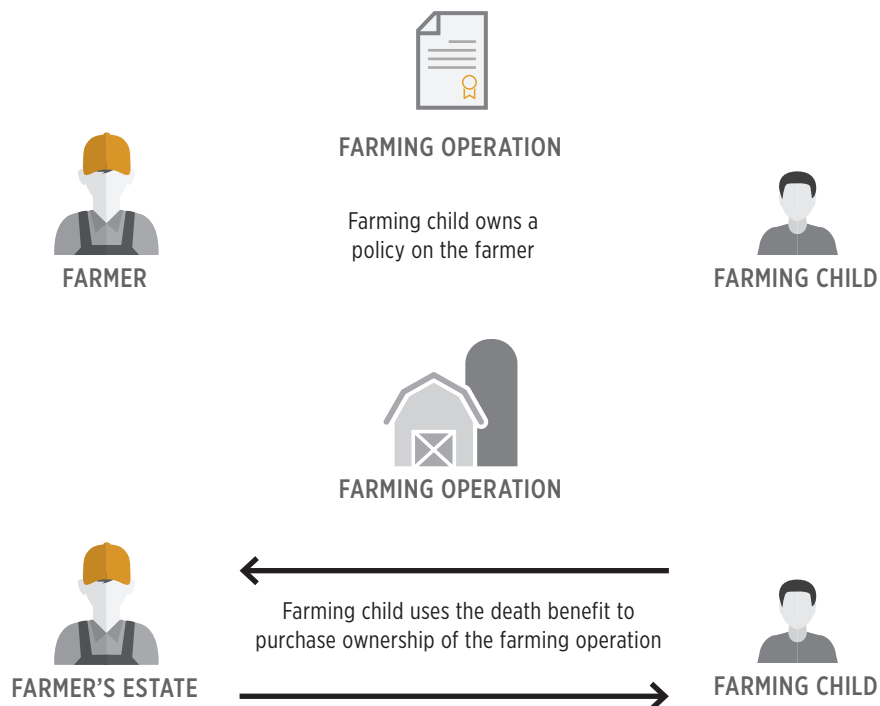 FARMING OPERATION
Farming child owns a
policy on the farmer
FARMER
FARMING CHILD
FARMING OPERATION
Farming child uses the death benefit to
purchase ownership of the farming operation
FARMER'S ESTATE
FARMING CHILD